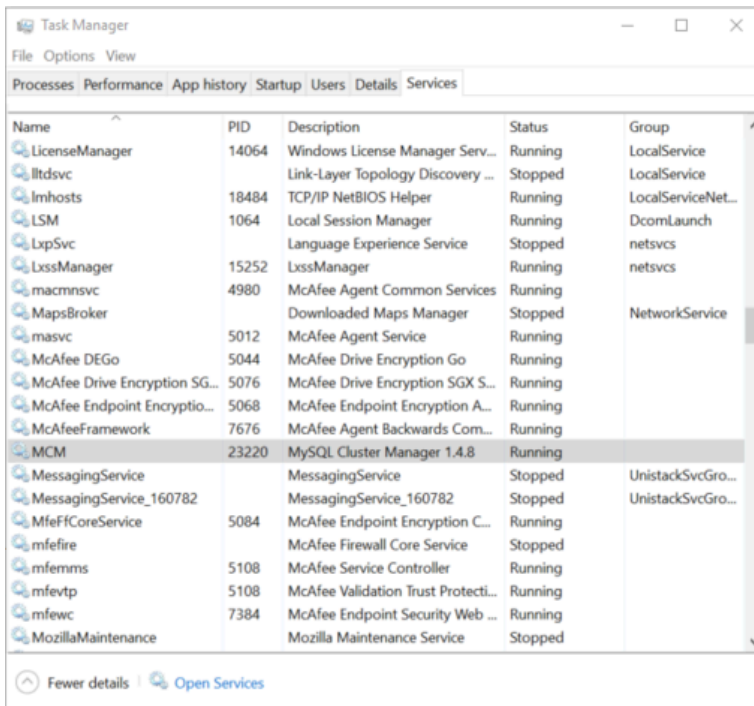 Task Manager
File Options View
Processes Performance App history Startup Users Details Services
Name PID Description Status Group
LicenseManager 14064 Windows License Manager Serv... Running LocalService
lltdsvc Link-Layer Topology Discovery ... Stopped LocalService
lmhosts 18484 TCP/IP NetBIOS Helper Running LocalServiceNet...
LSM 1064 Local Session Manager Running DcomLaunch
LxpSvc Language Experience Service Stopped netsvcs
LxssManager 15252 LxssManager Running netsvcs
macmnsvc 4980 McAfee Agent Common Services Running
MapsBroker Downloaded Maps Manager Stopped NetworkService
masvc 5012 McAfee Agent Service Running
McAfee DEGo 5044 McAfee Drive Encryption Go Running
McAfee Drive Encryption SG... 5076 McAfee Drive Encryption SGX S... Running
McAfee Endpoint Encryptio... 5068 McAfee Endpoint Encryption A... Running
McAfeeFramework 7676 McAfee Agent Backwards Com... Running
MCM 23220 MySQL Cluster Manager 1.4.8 Running
MessagingService MessagingService Stopped UnistackSvcGro...
MessagingService_160782 MessagingService_160782 Stopped UnistackSvcGro...
MfeFfCoreService 5084 McAfee Endpoint Encryption C... Running
mfefire McAfee Firewall Core Service Stopped
mfemms 5108 McAfee Service Controller Running
mfevtp 5108 McAfee Validation Trust Protecti... Running
mfewc 7384 McAfee Endpoint Security Web ... Running
MozillaMaintenance Mozilla Maintenance Service Stopped
Fewer details Open Services